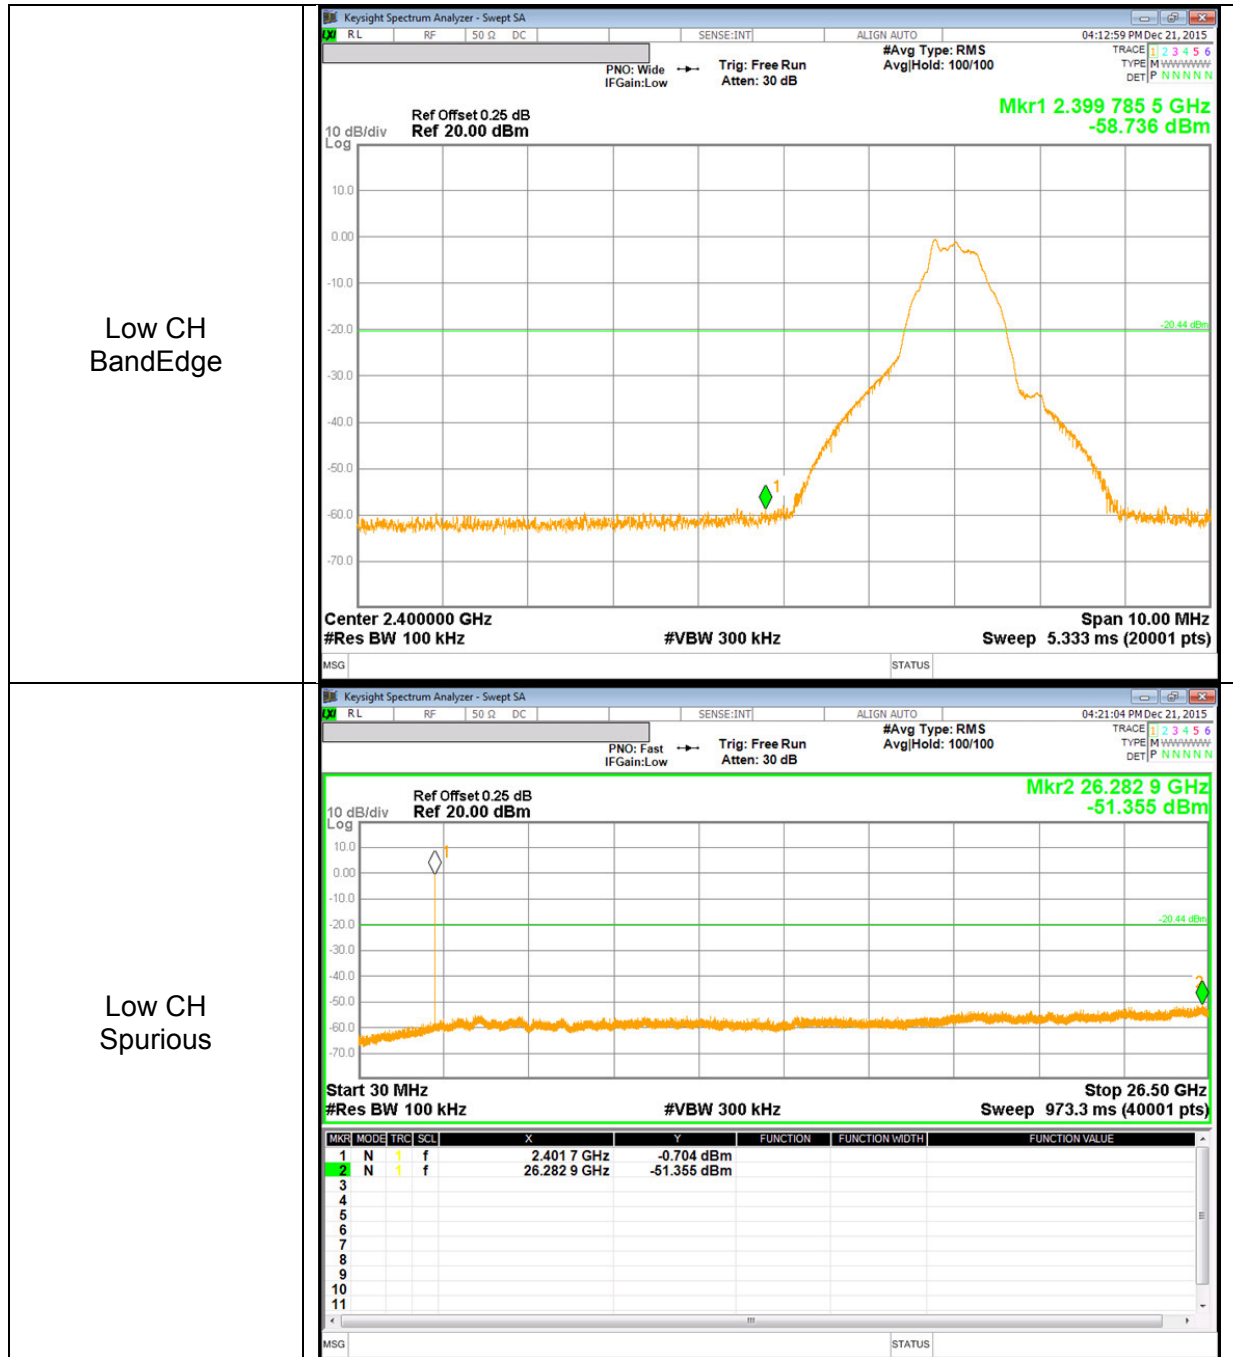 Low CH
BandEdge
Keysight Spectrum Analyzer - Swept SA
LXI RL RF 50 Ω DC SENSE:INT ALIGN AUTO 04:12:59 PM Dec 21, 2015
#Avg Type: RMS TRACE 1 2 3 4 5 6
PNO: Wide Trig: Free Run Avg|Hold: 100/100 TYPE M WWWWW
IFGain:Low Atten: 30 dB DET P N N N N N
Mkr1 2.399 785 5 GHz
Ref Offset 0.25 dB
10 dB/div Ref 20.00 dBm -58.736 dBm
Log
10.0
0.00
-10.0
-20.0 -20.44 dBm
-30.0
-40.0
-50.0
1
-60.0
-70.0
Center 2.400000 GHz Span 10.00 MHz
#Res BW 100 kHz #VBW 300 kHz Sweep 5.333 ms (20001 pts)
MSG STATUS
Low CH
Spurious
Keysight Spectrum Analyzer - Swept SA
LXI RL RF 50 Ω DC SENSE:INT ALIGN AUTO 04:21:04 PM Dec 21, 2015
#Avg Type: RMS TRACE 1 2 3 4 5 6
PNO: Fast Trig: Free Run Avg|Hold: 100/100 TYPE M WWWWW
IFGain:Low Atten: 30 dB DET P N N N N N
Mkr2 26.282 9 GHz
Ref Offset 0.25 dB
10 dB/div Ref 20.00 dBm -51.355 dBm
Log
10.0
1
0.00
-10.0
-20.0 -20.44 dBm
-30.0
-40.0
2
-50.0
-60.0
-70.0
Start 30 MHz Stop 26.50 GHz
#Res BW 100 kHz #VBW 300 kHz Sweep 973.3 ms (40001 pts)
MKR MODE TRC SCL X Y FUNCTION FUNCTION WIDTH FUNCTION VALUE
1 N 1 f 2.401 7 GHz -0.704 dBm
2 N 1 f 26.282 9 GHz -51.355 dBm
3
4
5
6
7
8
9
10
11
MSG STATUS